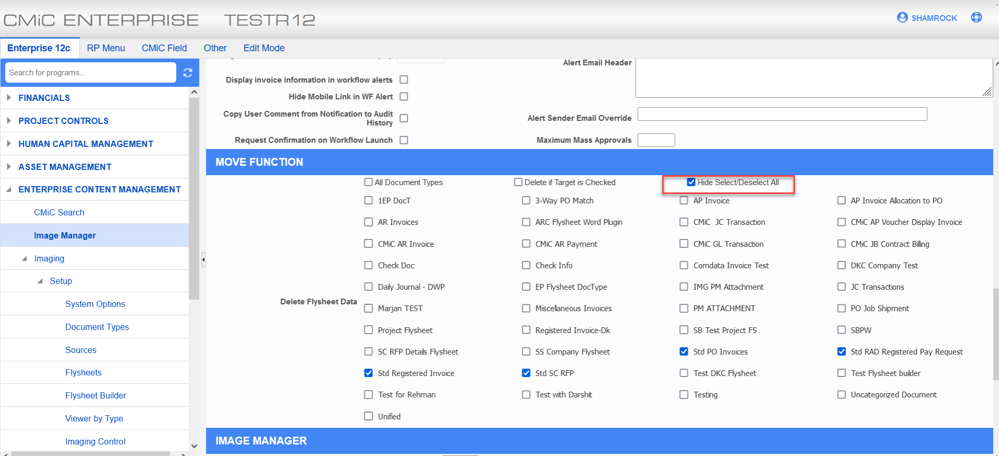 CMiC ENTERPRISE TESTR12
SHAMROCK
Enterprise 12c RP Menu CMiC Field Other Edit Mode
Search for programs...
FINANCIALS
PROJECT CONTROLS
HUMAN CAPITAL MANAGEMENT
ASSET MANAGEMENT
ENTERPRISE CONTENT MANAGEMENT
CMiC Search
Image Manager
Imaging
Setup
System Options
Document Types
Sources
Flysheets
Flysheet Builder
Viewer by Type
Imaging Control
Alert Email Header
Display invoice information in workflow alerts
Hide Mobile Link in WF Alert
Copy User Comment from Notification to Audit
History
Alert Sender Email Override
Request Confirmation on Workflow Launch
Maximum Mass Approvals
MOVE FUNCTION
All Document Types Delete if Target is Checked Hide Select/Deselect All
1EP DocT 3-Way PO Match AP Invoice AP Invoice Allocation to PO
AR Invoices ARC Flysheet Word Plugin CMiC JC Transaction CMiC AP Voucher Display Invoice
CMiC AR Invoice CMiC AR Payment CMiC GL Transaction CMiC JB Contract Billing
Check Doc Check Info Comdata Invoice Test DKC Company Test
Daily Journal - DWP EP Flysheet DocType IMG PM Attachment JC Transactions
Delete Flysheet Data
Marjan TEST Miscellaneous Invoices PM ATTACHMENT PO Job Shipment
Project Flysheet Registered Invoice-Dk SB Test Project FS SBPW
SC RFP Details Flysheet SS Company Flysheet Std PO Invoices Std RAD Registered Pay Request
Std Registered Invoice Std SC RFP Test DKC Flysheet Test Flysheet builder
Test for Rehman Test with Darshit Testing Uncategorized Document
Unified
IMAGE MANAGER